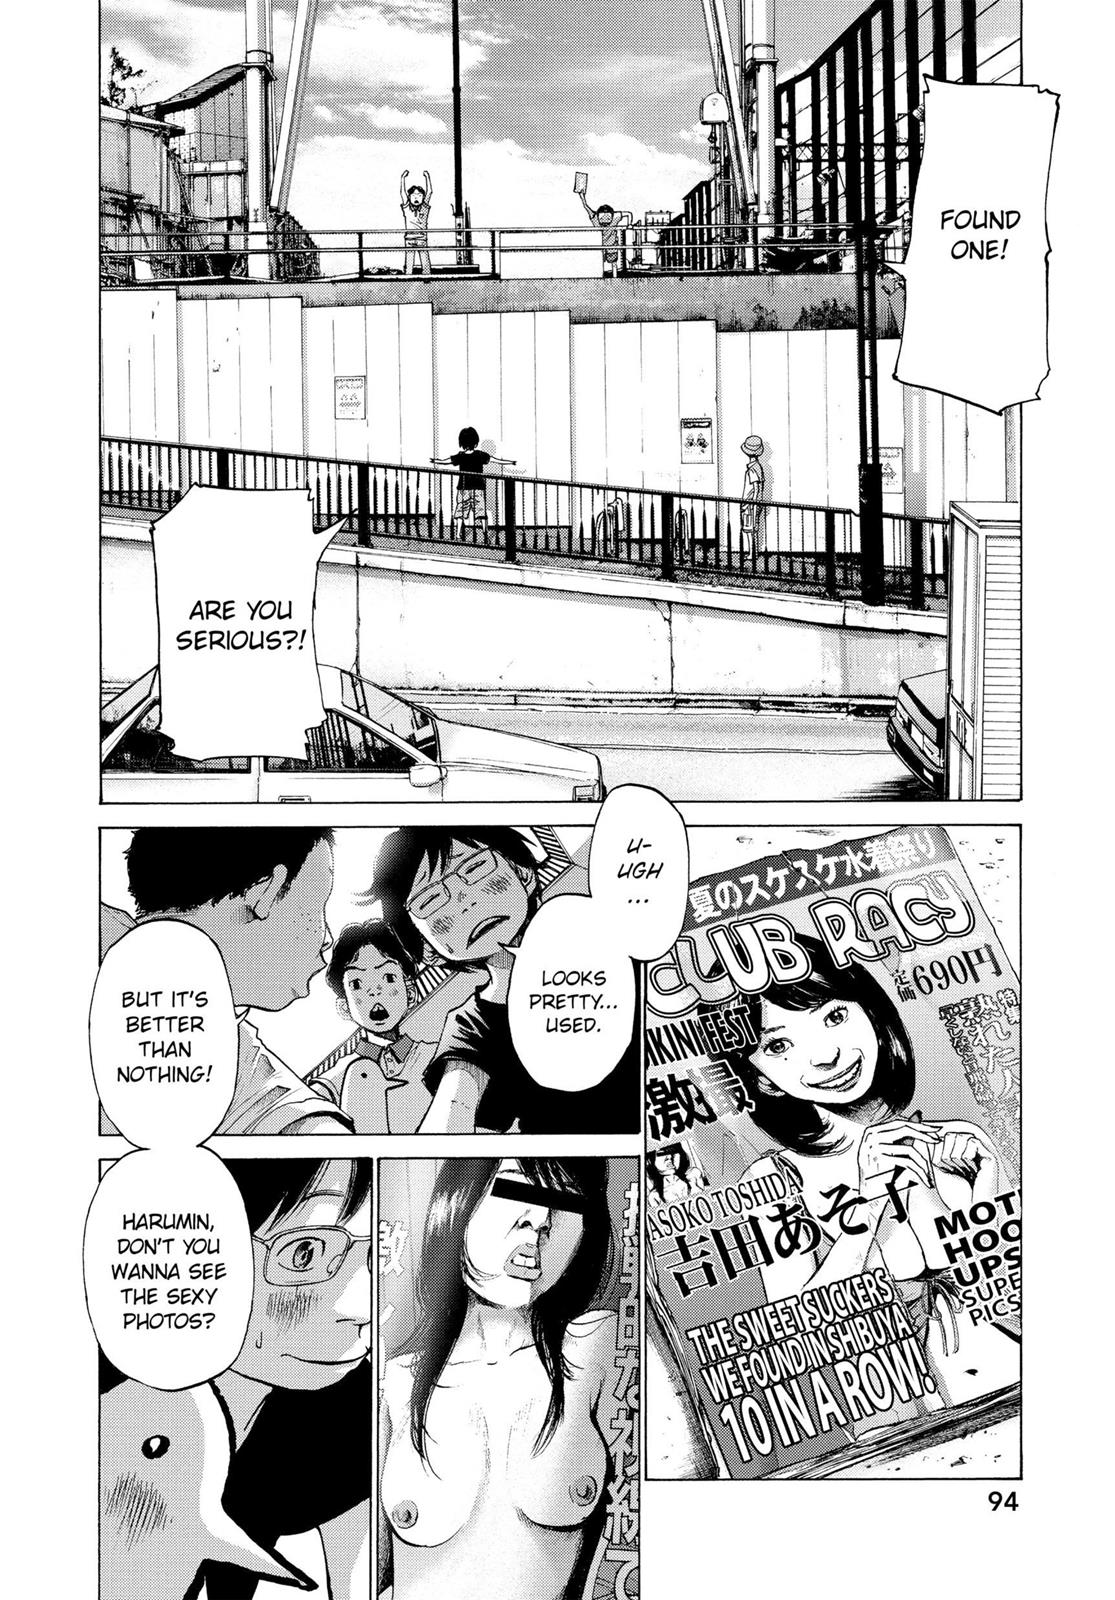 FOUND
ONE!
ARE YOU
SERIOUS?!
U-
UGH
...
LOOKS
PRETTY...
USED.
BUT IT'S
BETTER
THAN
NOTHING!
夏のスケスケ水着祭り
CLUB RACY
定価690円
BIKINI FEST
激撮
ASOKO TOSHIDA
吉田あそ子
MOT
HOO
UPS
SUPE
PICS
THE SWEET SUCKERS
WE FOUND IN SHIBUYA
10 IN A ROW!
HARUMIN,
DON'T YOU
WANNA SEE
THE SEXY
PHOTOS?
94